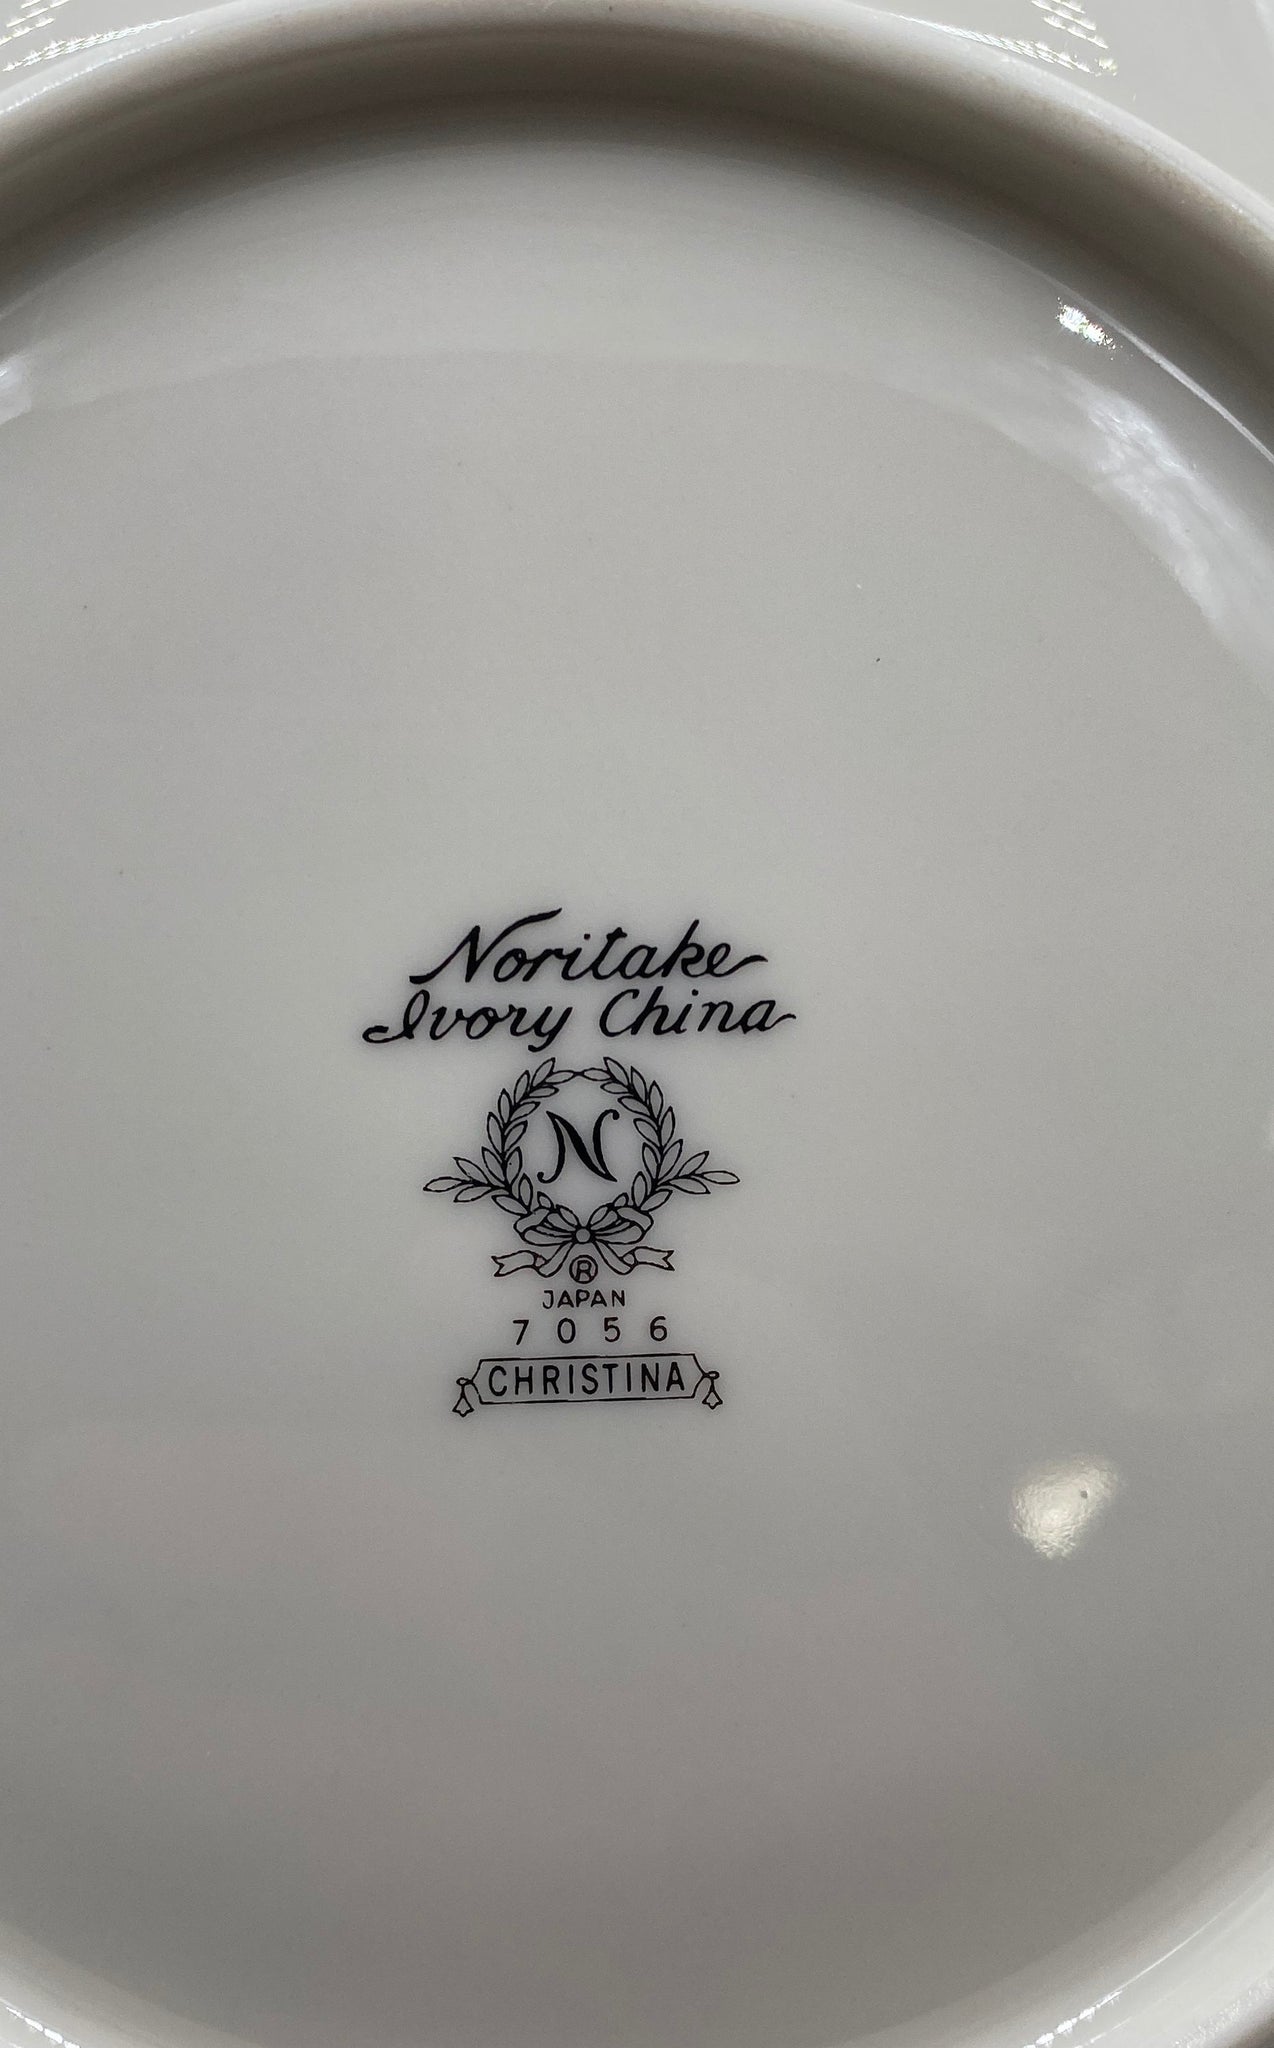 Noritake
Ivory China
N
®
JAPAN
7056
CHRISTINA